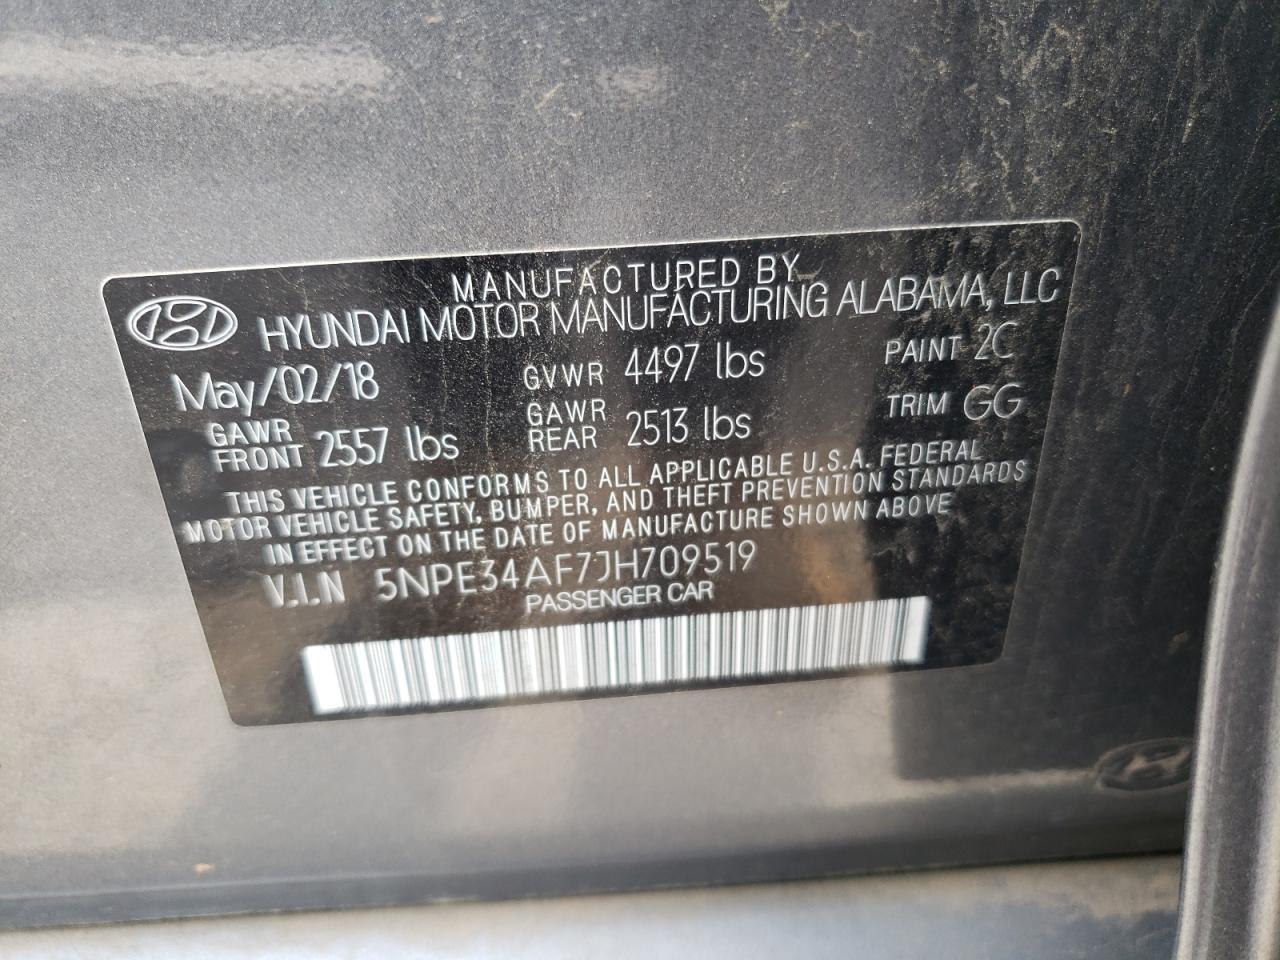 MANUFACTURED BY
HYUNDAI MOTOR MANUFACTURING ALABAMA, LLC
May/02/18 GVWR 4497 lbs PAINT 2C
GAWR FRONT 2557 lbs GAWR REAR 2513 lbs TRIM GG
THIS VEHICLE CONFORMS TO ALL APPLICABLE U.S.A. FEDERAL
MOTOR VEHICLE SAFETY, BUMPER, AND THEFT PREVENTION STANDARDS
IN EFFECT ON THE DATE OF MANUFACTURE SHOWN ABOVE
V.I.N 5NPE34AF7JH709519
PASSENGER CAR